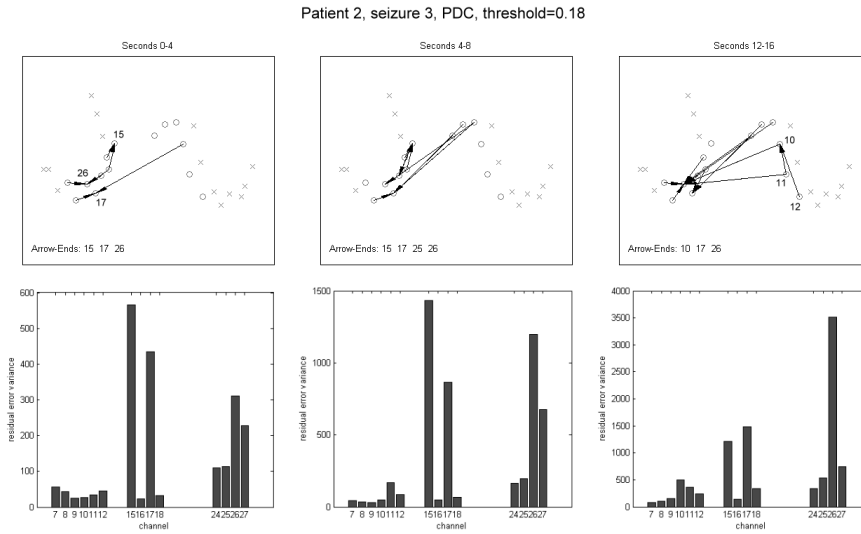 Patient 2, seizure 3, PDC, threshold=0.18
Seconds 0-4
15
26
17
Arrow-Ends: 15 17 26
Seconds 4-8
Arrow-Ends: 15 17 25 26
Seconds 12-16
10
11
12
Arrow-Ends: 10 17 26
600
500
400
300
200
100
0
residual error variance
7 8 9 10 11 12 15 16 17 18 24 25 26 27
channel
1500
1000
500
0
residual error variance
7 8 9 10 11 12 15 16 17 18 24 25 26 27
channel
4000
3500
3000
2500
2000
1500
1000
500
0
residual error variance
7 8 9 10 11 12 15 16 17 18 24 25 26 27
channel